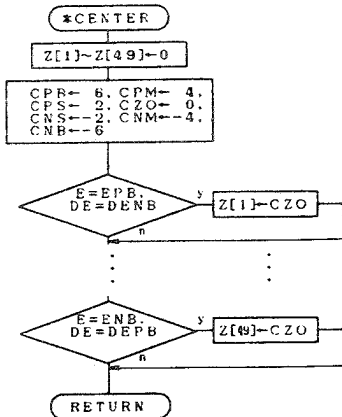 *CENTER
Z[1]~Z[49]←0
CPB← 6, CPM← 4,
CPS← 2, CZO← 0,
CNS←-2, CNM←-4,
CNB←-6
E=EPB,
DE=DENB
y
Z[1]←CZO
n
E=ENB,
DE=DEPB
y
Z[49]←CZO
n
RETURN